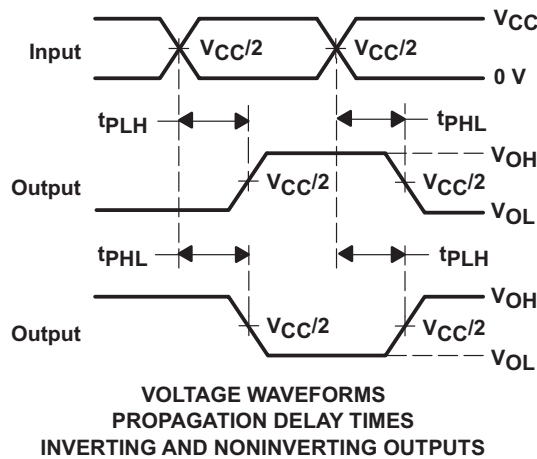 VCC
Input
VCC/2
VCC/2
0 V
tPLH
tPHL
VOH
Output
VCC/2
VCC/2
VOL
tPHL
tPLH
VOH
Output
VCC/2
VCC/2
VOL
VOLTAGE WAVEFORMS
PROPAGATION DELAY TIMES
INVERTING AND NONINVERTING OUTPUTS